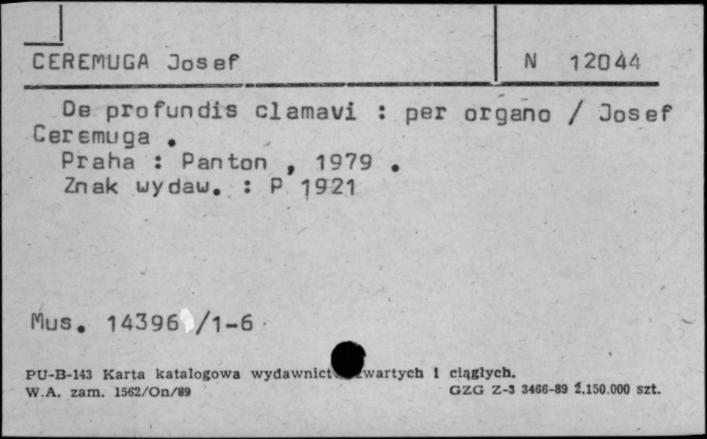 CEREMUGA Josef
N 12044
De profundis clamavi : per organo / Josef
Ceremuga .
Praha : Panton , 1979 .
Znak wydaw. : P 1921
Mus. 14396 /1-6
PU-B-143 Karta katalogowa wydawnict wartych i ciągłych.
W.A. zam. 1562/On/89
GZG Z-3 3466-89 2.150.000 szt.